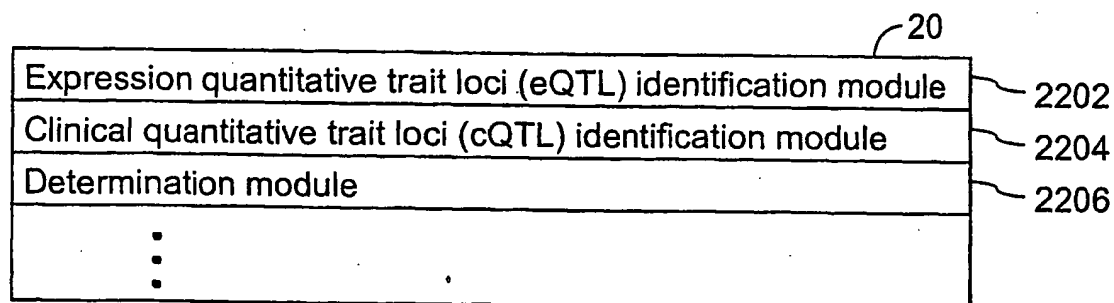 20
Expression quantitative trait loci (eQTL) identification module 2202
Clinical quantitative trait loci (cQTL) identification module 2204
Determination module 2206